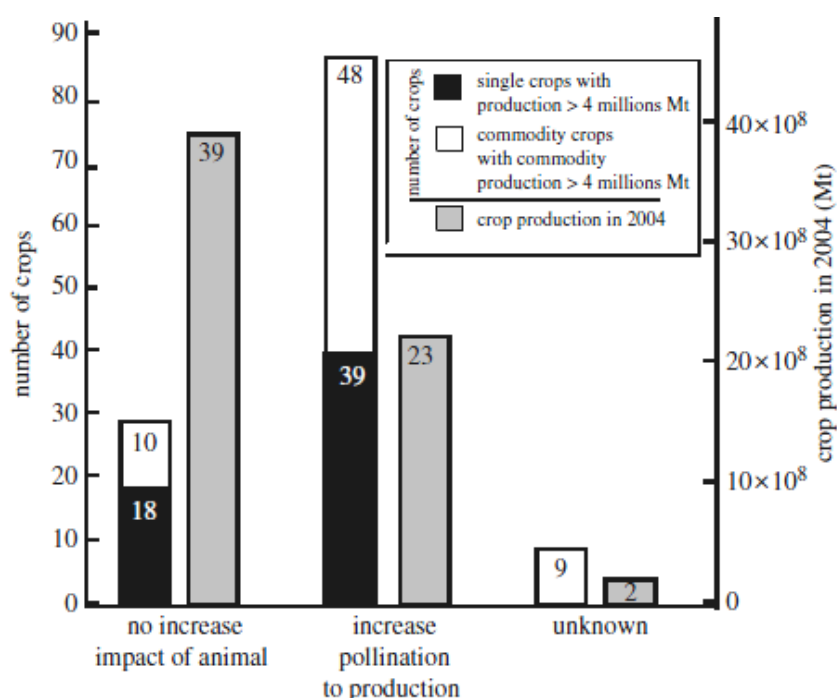 90
80
70
60
50
40
30
20
10
0
number of crops
48
39
10
18
39
23
9
2
number of crops
single crops with
production > 4 millions Mt
commodity crops
with commodity
production > 4 millions Mt
crop production in 2004
40×10⁸
30×10⁸
20×10⁸
10×10⁸
0
crop production in 2004 (Mt)
no increase
impact of animal
increase
pollination
to production
unknown